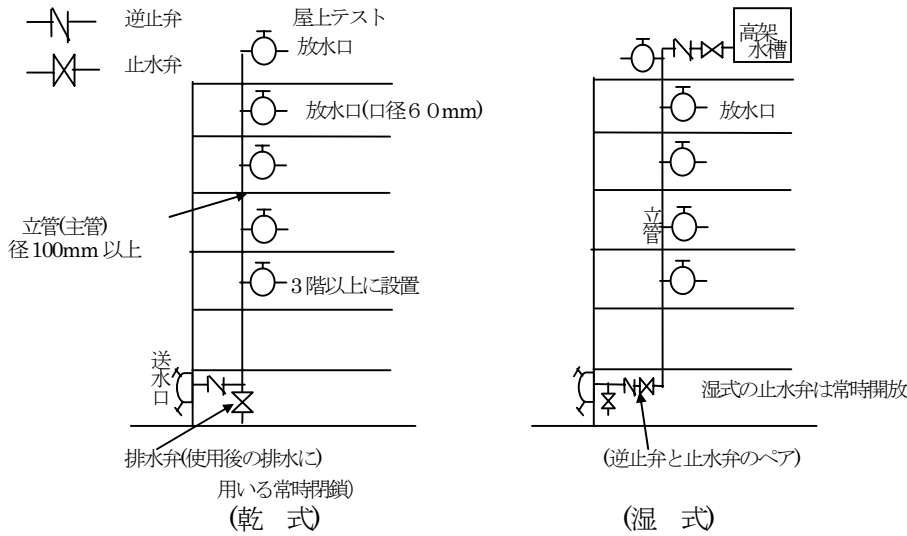 逆止弁
止水弁
屋上テスト
放水口
放水口(口径６０mm)
立管(主管)
径100mm 以上
３階以上に設置
送水口
排水弁(使用後の排水に
用いる常時閉鎖)
(乾　式)
高架
水槽
放水口
立管
湿式の止水弁は常時開放
(逆止弁と止水弁のペア)
(湿　式)